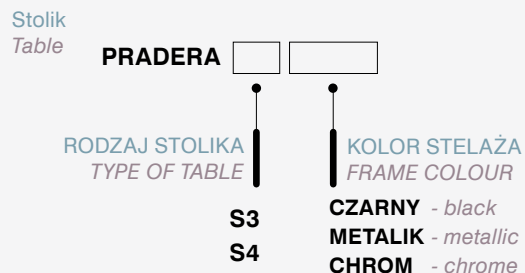 Stolik
Table
PRADERA
RODZAJ STOLIKA
TYPE OF TABLE
S3
S4
KOLOR STELAŻA
FRAME COLOUR
CZARNY - black
METALIK - metallic
CHROM - chrome